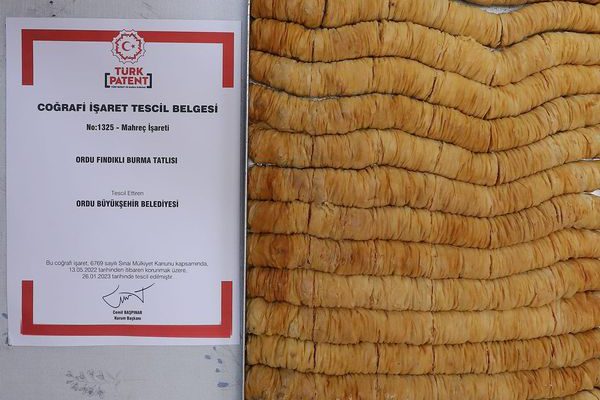 TÜRK
PATENT
COĞRAFİ İŞARET TESCİL BELGESİ
No:1325 - Mahreç İşareti
ORDU FINDIKLI BURMA TATLISI
Tescil Ettiren
ORDU BÜYÜKŞEHİR BELEDİYESİ
Bu coğrafi işaret, 6769 sayılı Sınai Mülkiyet Kanunu kapsamında,
13.05.2022 tarihinden itibaren korunmak üzere,
26.01.2023 tarihinde tescil edilmiştir.
Cemil BAŞPINAR
Kurum Başkanı